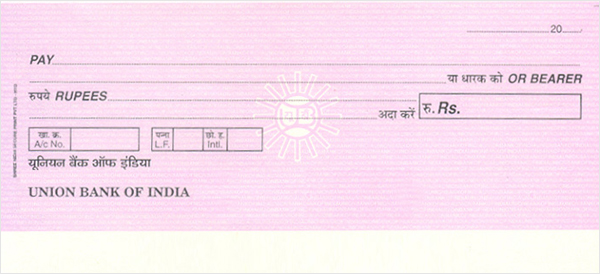 20
PAY
या धारक को OR BEARER
रुपये RUPEES
अदा करें रु. Rs.
खा. क्र. पन्ना छो. ह.
A/c No. L.F. Intl.
यूनियन बैंक ऑफ इंडिया
UNION BANK OF INDIA